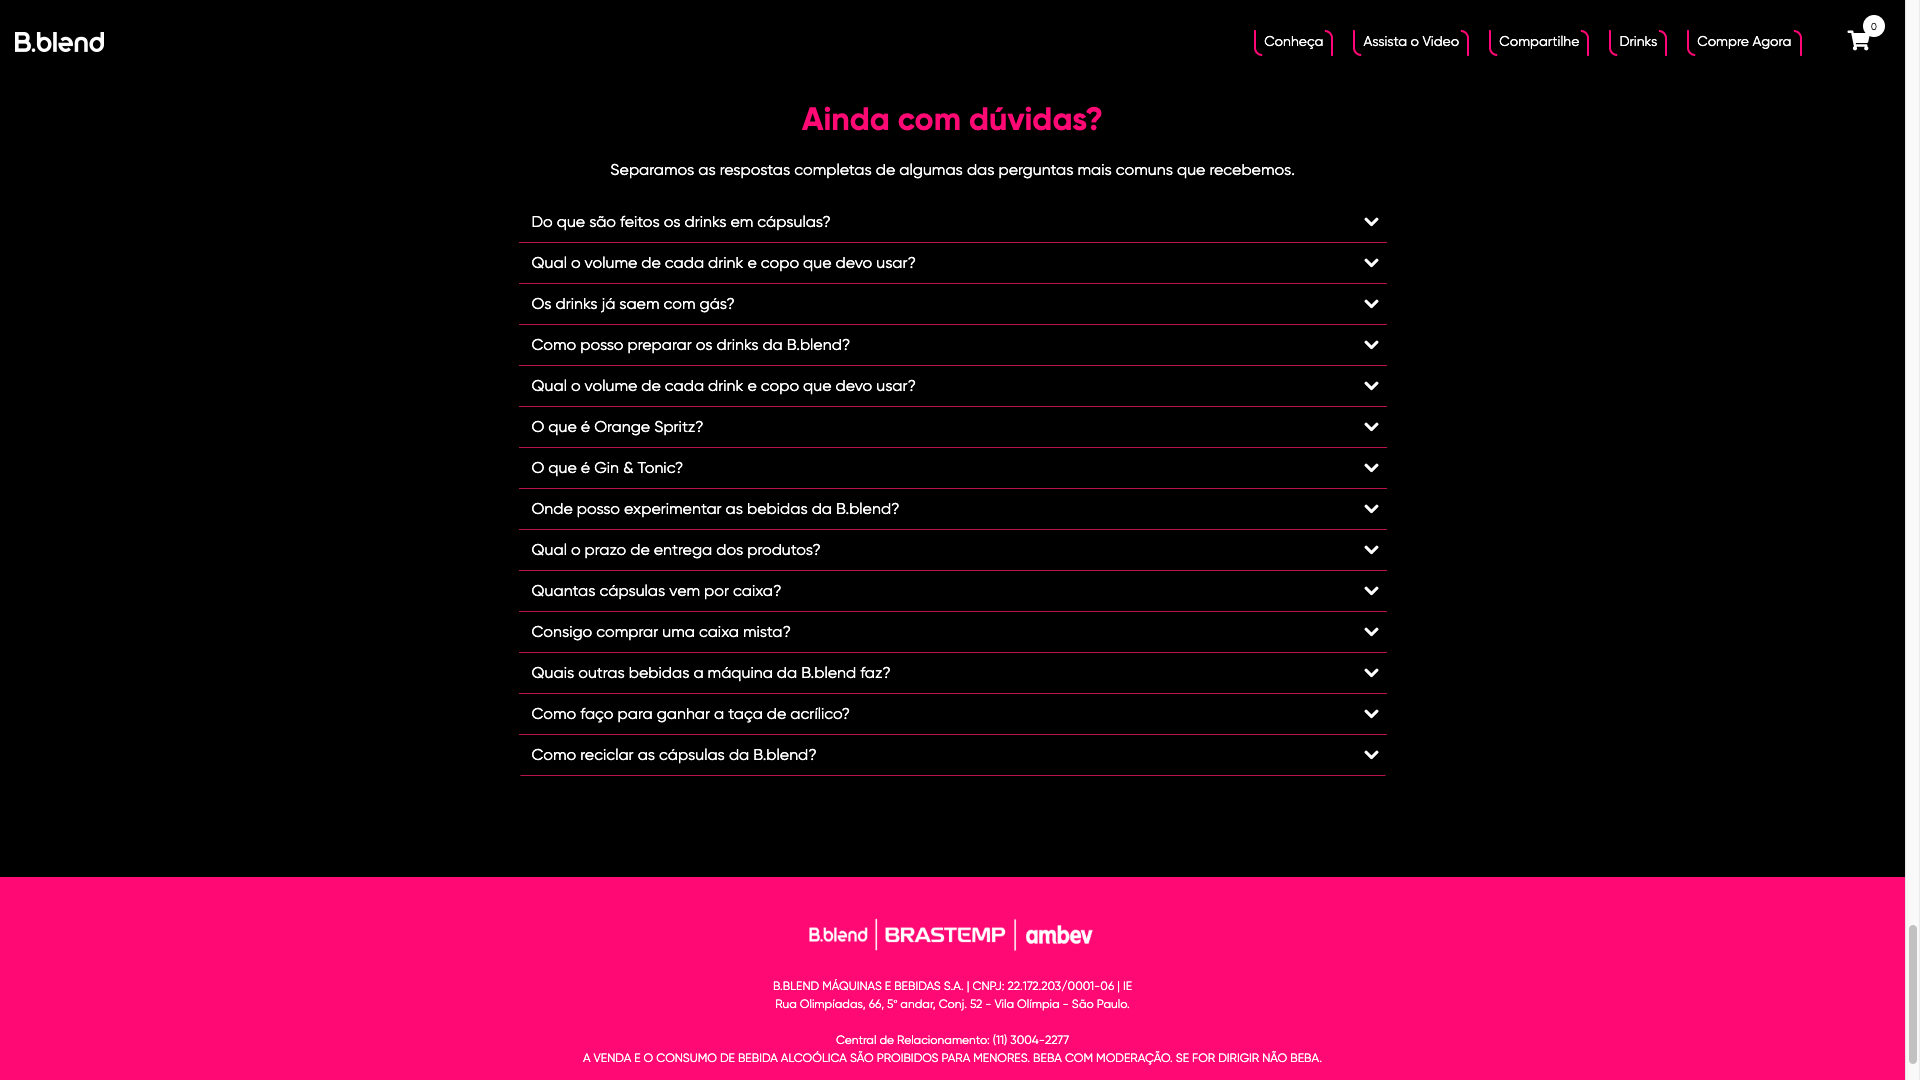 B.blend
Conheça
Assista o Video
Compartilhe
Drinks
Compre Agora
0
Ainda com dúvidas?
Separamos as respostas completas de algumas das perguntas mais comuns que recebemos.
Do que são feitos os drinks em cápsulas?
Qual o volume de cada drink e copo que devo usar?
Os drinks já saem com gás?
Como posso preparar os drinks da B.blend?
Qual o volume de cada drink e copo que devo usar?
O que é Orange Spritz?
O que é Gin & Tonic?
Onde posso experimentar as bebidas da B.blend?
Qual o prazo de entrega dos produtos?
Quantas cápsulas vem por caixa?
Consigo comprar uma caixa mista?
Quais outras bebidas a máquina da B.blend faz?
Como faço para ganhar a taça de acrílico?
Como reciclar as cápsulas da B.blend?
B.blend | BRASTEMP | ambev
B.BLEND MÁQUINAS E BEBIDAS S.A. | CNPJ: 22.172.203/0001-06 | IE
Rua Olimpíadas, 66, 5º andar, Conj. 52 - Vila Olímpia - São Paulo.
Central de Relacionamento: (11) 3004-2277
A VENDA E O CONSUMO DE BEBIDA ALCOÓLICA SÃO PROIBIDOS PARA MENORES. BEBA COM MODERAÇÃO. SE FOR DIRIGIR NÃO BEBA.